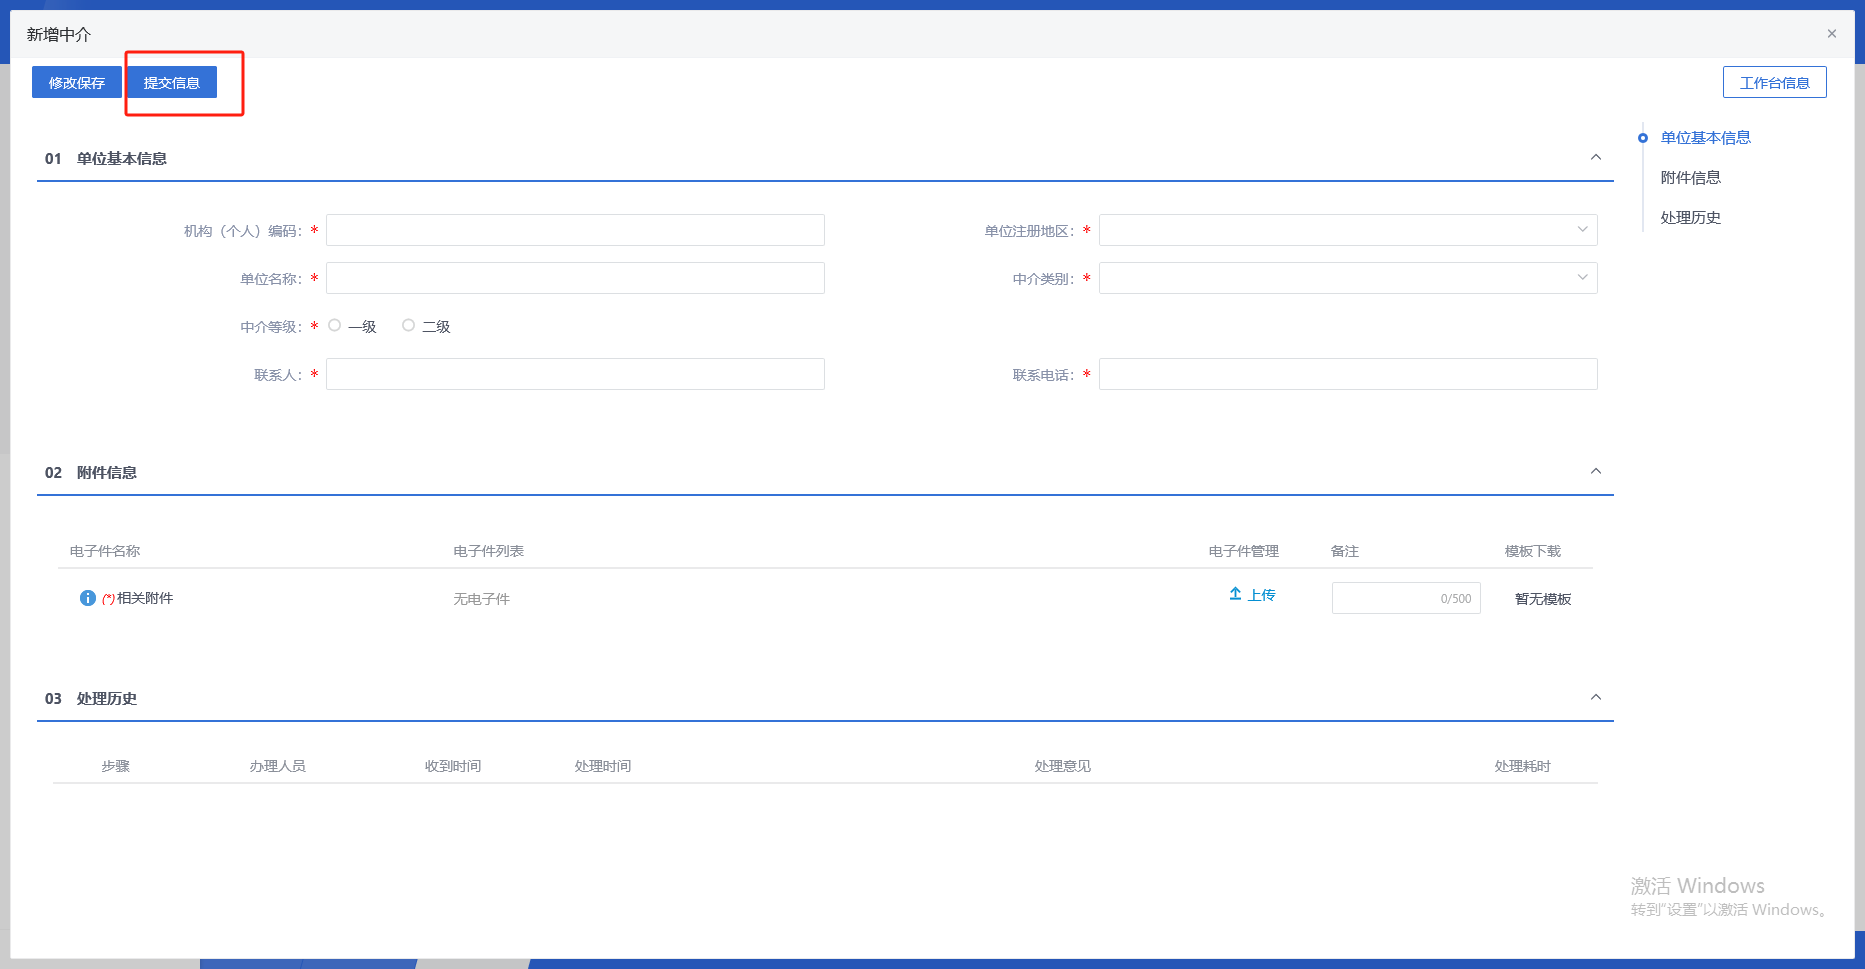 新增中介
修改保存 提交信息 工作台信息
单位基本信息
附件信息
处理历史
01 单位基本信息
机构（个人）编码：* 单位注册地区：*
单位名称：* 中介类别：*
中介等级：* 一级 二级
联系人：* 联系电话：*
02 附件信息
电子件名称 电子件列表 电子件管理 备注 模板下载
(*)相关附件 无电子件 上传 0/500 暂无模板
03 处理历史
步骤 办理人员 收到时间 处理时间 处理意见 处理耗时
激活 Windows
转到"设置"以激活 Windows。